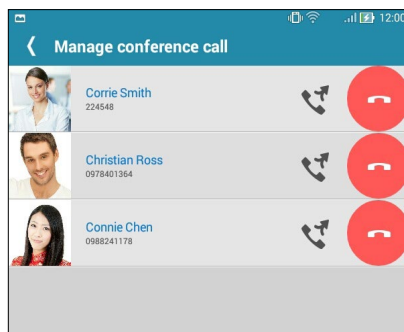 12:00
Manage conference call
Corrie Smith
224548
Christian Ross
0978401364
Connie Chen
0988241178